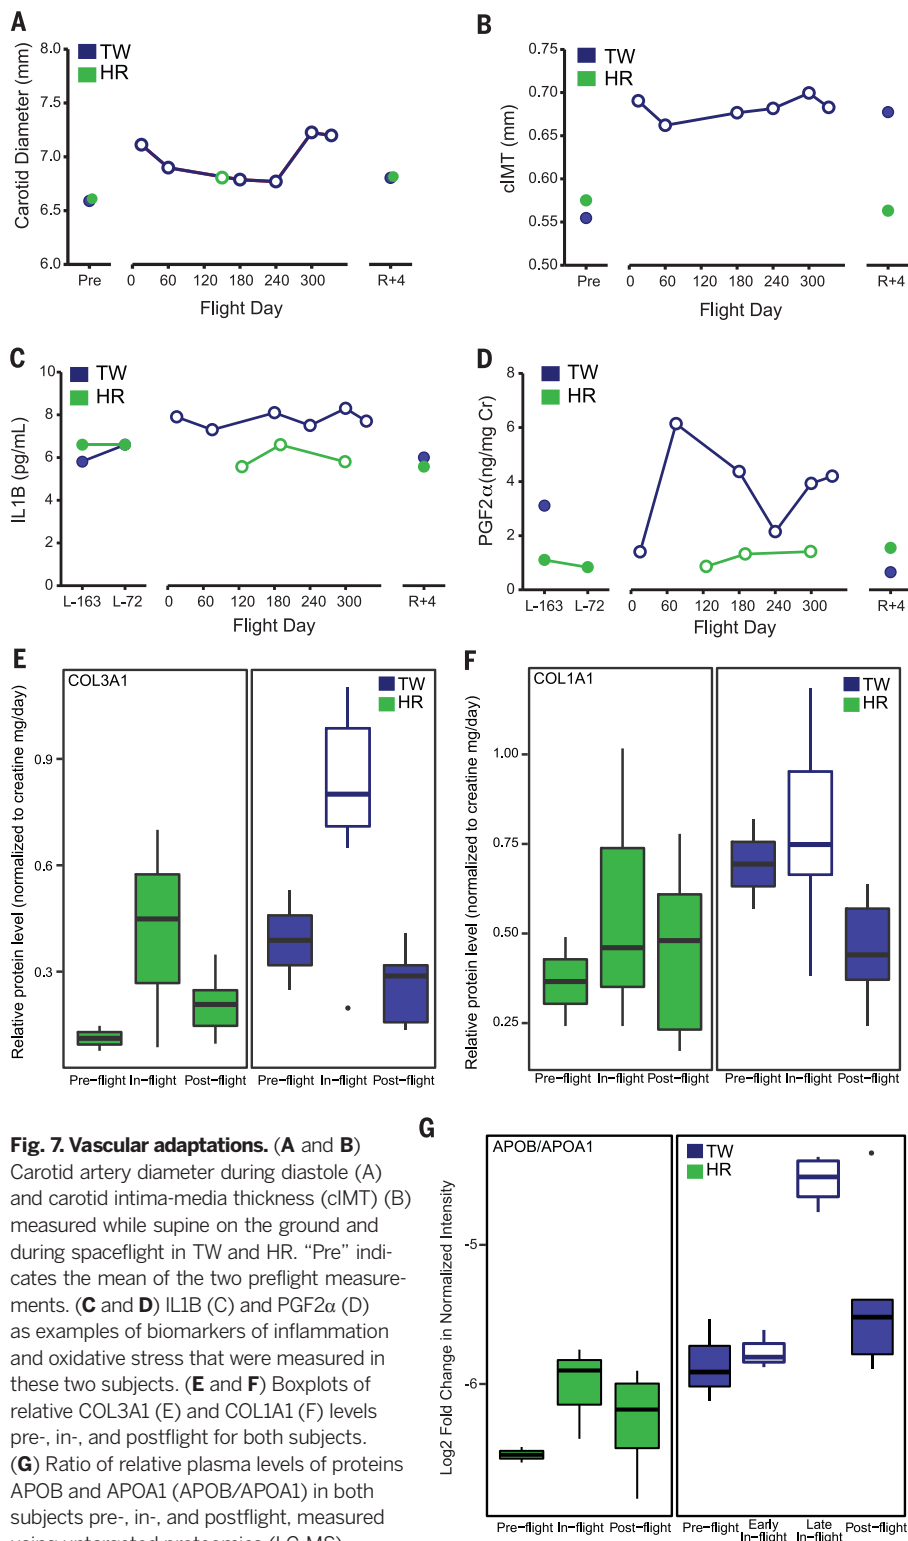 A
TW
HR
Carotid Diameter (mm)
8.0
7.5
7.0
6.5
6.0
Pre
0 60 120 180 240 300
R+4
Flight Day
B
TW
HR
cIMT (mm)
0.75
0.70
0.65
0.60
0.55
0.50
Pre
0 60 120 180 240 300
R+4
Flight Day
C
TW
HR
IL1B (pg/mL)
10
8
6
4
2
0
L-163 L-72
0 60 120 180 240 300
R+4
Flight Day
D
TW
HR
PGF2α(ng/mg Cr)
8
6
4
2
0
L-163 L-72
0 60 120 180 240 300
R+4
Flight Day
E
COL3A1
TW
HR
Relative protein level (normalized to creatine mg/day)
0.9
0.6
0.3
Pre−flight In−flight Post−flight
Pre−flight In−flight Post−flight
F
COL1A1
TW
HR
Relative protein level (normalized to creatine mg/day)
1.00
0.75
0.50
0.25
Pre−flight In−flight Post−flight
Pre−flight In−flight Post−flight
Fig. 7. Vascular adaptations. (A and B)
Carotid artery diameter during diastole (A)
and carotid intima-media thickness (cIMT) (B)
measured while supine on the ground and
during spaceflight in TW and HR. “Pre” indi-
cates the mean of the two preflight measure-
ments. (C and D) IL1B (C) and PGF2α (D)
as examples of biomarkers of inflammation
and oxidative stress that were measured in
these two subjects. (E and F) Boxplots of
relative COL3A1 (E) and COL1A1 (F) levels
pre-, in-, and postflight for both subjects.
(G) Ratio of relative plasma levels of proteins
APOB and APOA1 (APOB/APOA1) in both
subjects pre-, in-, and postflight, measured
using untargeted proteomics (LC-MS).
G
APOB/APOA1
TW
HR
Log2 Fold Change in Normalized Intensity
-5
-6
Pre−flight In−flight Post−flight
Pre−flight Early In−flight Late In−flight Post−flight